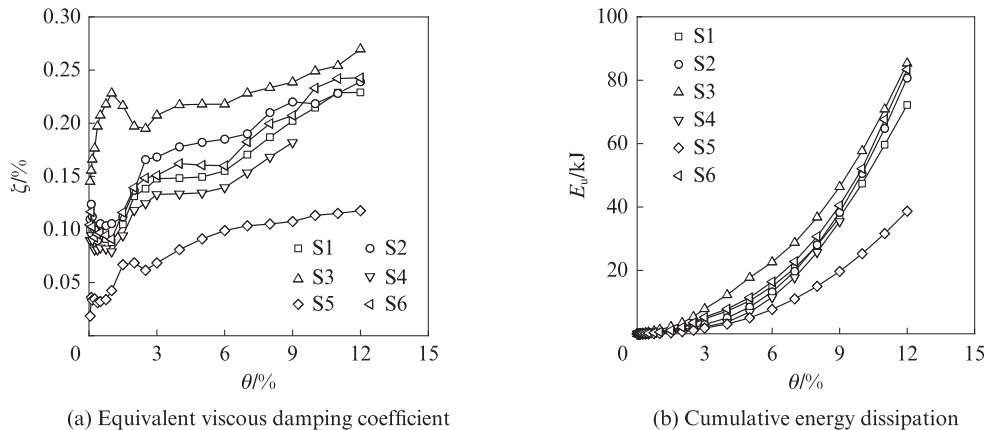 0.30
0.25
0.20
0.15
0.10
0.05
ζ/%
0 3 6 9 12 15
θ/%
S1 S2
S3 S4
S5 S6
(a) Equivalent viscous damping coefficient
100
80
60
40
20
E_u/kJ
0 3 6 9 12 15
θ/%
S1
S2
S3
S4
S5
S6
(b) Cumulative energy dissipation